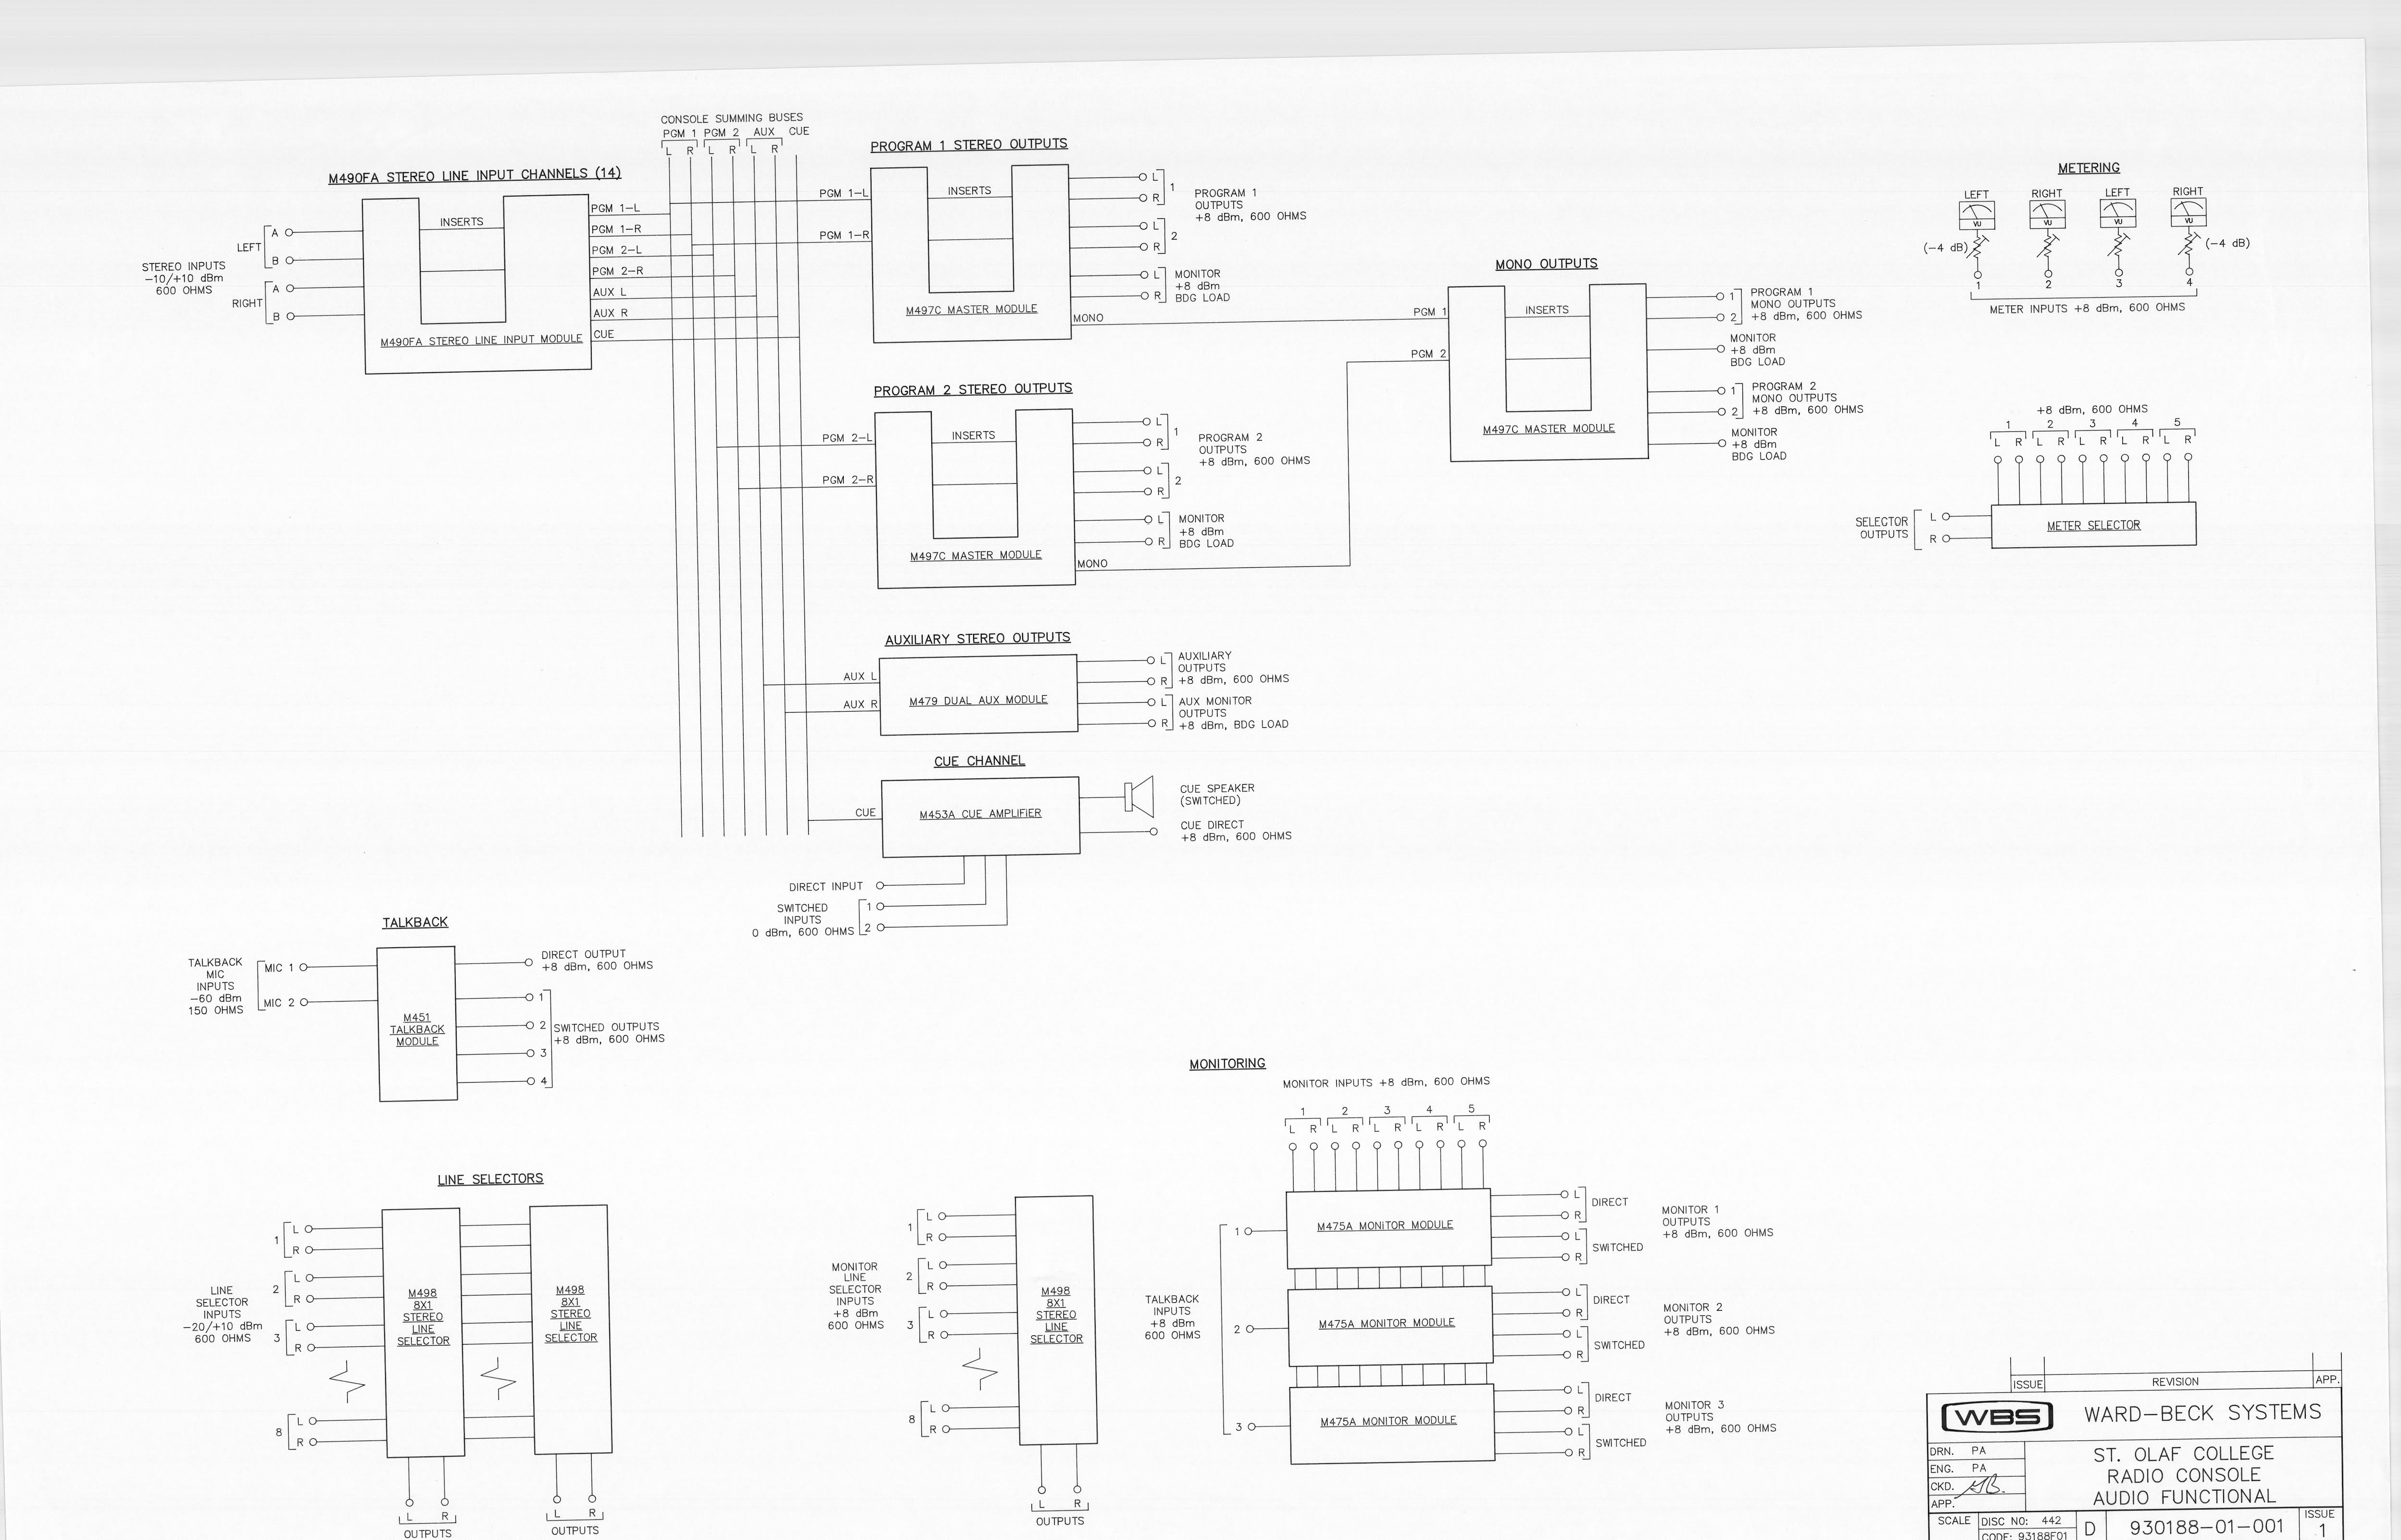 CONSOLE SUMMING BUSES
PGM 1 PGM 2 AUX CUE
L R L R L R
M490FA STEREO LINE INPUT CHANNELS (14)
STEREO INPUTS
-10/+10 dBm
600 OHMS
LEFT
A
B
RIGHT
A
B
INSERTS
M490FA STEREO LINE INPUT MODULE
PGM 1-L
PGM 1-R
PGM 2-L
PGM 2-R
AUX L
AUX R
CUE
PROGRAM 1 STEREO OUTPUTS
PGM 1-L
PGM 1-R
INSERTS
M497C MASTER MODULE
L
R
1
L
R
2
PROGRAM 1
OUTPUTS
+8 dBm, 600 OHMS
L
R
MONITOR
+8 dBm
BDG LOAD
MONO
PROGRAM 2 STEREO OUTPUTS
PGM 2-L
PGM 2-R
INSERTS
M497C MASTER MODULE
L
R
1
L
R
2
PROGRAM 2
OUTPUTS
+8 dBm, 600 OHMS
L
R
MONITOR
+8 dBm
BDG LOAD
MONO
MONO OUTPUTS
PGM 1
PGM 2
INSERTS
M497C MASTER MODULE
1
2
PROGRAM 1
MONO OUTPUTS
+8 dBm, 600 OHMS
MONITOR
+8 dBm
BDG LOAD
1
2
PROGRAM 2
MONO OUTPUTS
+8 dBm, 600 OHMS
MONITOR
+8 dBm
BDG LOAD
METERING
LEFT RIGHT LEFT RIGHT
VU VU VU VU
(-4 dB) (-4 dB)
1 2 3 4
METER INPUTS +8 dBm, 600 OHMS
+8 dBm, 600 OHMS
1 2 3 4 5
L R L R L R L R L R
SELECTOR
OUTPUTS
L
R
METER SELECTOR
AUXILIARY STEREO OUTPUTS
AUX L
AUX R
M479 DUAL AUX MODULE
L
R
AUXILIARY
OUTPUTS
+8 dBm, 600 OHMS
L
R
AUX MONITOR
OUTPUTS
+8 dBm, BDG LOAD
CUE CHANNEL
CUE
M453A CUE AMPLIFIER
CUE SPEAKER
(SWITCHED)
CUE DIRECT
+8 dBm, 600 OHMS
DIRECT INPUT
SWITCHED
INPUTS
0 dBm, 600 OHMS
1
2
TALKBACK
TALKBACK
MIC
INPUTS
-60 dBm
150 OHMS
MIC 1
MIC 2
M451
TALKBACK
MODULE
DIRECT OUTPUT
+8 dBm, 600 OHMS
1
2
3
4
SWITCHED OUTPUTS
+8 dBm, 600 OHMS
LINE SELECTORS
LINE
SELECTOR
INPUTS
-20/+10 dBm
600 OHMS
1
L
R
2
L
R
3
L
R
8
L
R
M498
8X1
STEREO
LINE
SELECTOR
L R
OUTPUTS
M498
8X1
STEREO
LINE
SELECTOR
L R
OUTPUTS
MONITOR
LINE
SELECTOR
INPUTS
+8 dBm
600 OHMS
1
L
R
2
L
R
3
L
R
8
L
R
M498
8X1
STEREO
LINE
SELECTOR
L R
OUTPUTS
MONITORING
MONITOR INPUTS +8 dBm, 600 OHMS
1 2 3 4 5
L R L R L R L R L R
TALKBACK
INPUTS
+8 dBm
600 OHMS
1
2
3
M475A MONITOR MODULE
L
R
DIRECT
L
R
SWITCHED
MONITOR 1
OUTPUTS
+8 dBm, 600 OHMS
M475A MONITOR MODULE
L
R
DIRECT
L
R
SWITCHED
MONITOR 2
OUTPUTS
+8 dBm, 600 OHMS
M475A MONITOR MODULE
L
R
DIRECT
L
R
SWITCHED
MONITOR 3
OUTPUTS
+8 dBm, 600 OHMS
ISSUE REVISION APP.
WBS WARD-BECK SYSTEMS
DRN. PA
ENG. PA
CKD.
APP.
ST. OLAF COLLEGE
RADIO CONSOLE
AUDIO FUNCTIONAL
SCALE
DISC NO: 442
CODE: 93188F01
D
930188-01-001
ISSUE
1